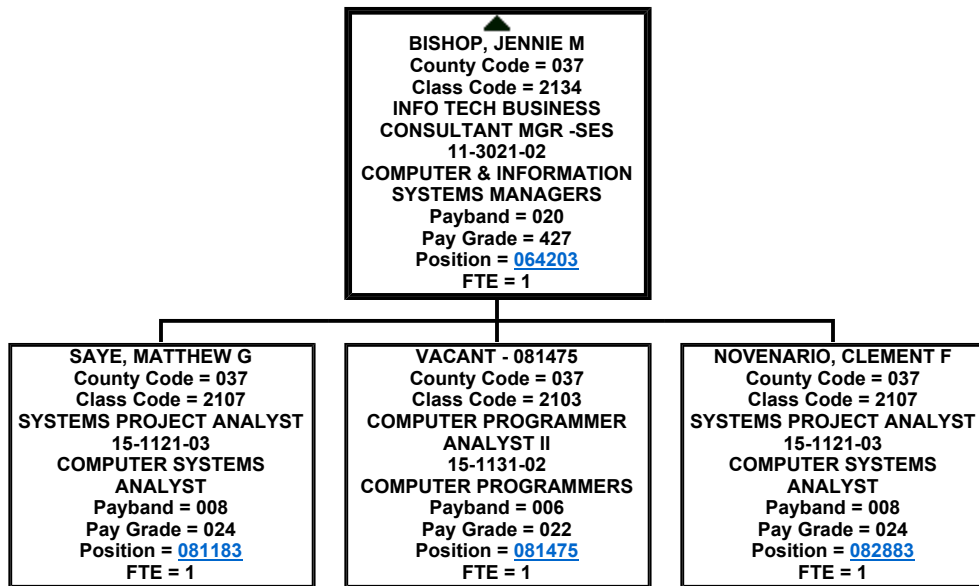 BISHOP, JENNIE M
County Code = 037
Class Code = 2134
INFO TECH BUSINESS
CONSULTANT MGR -SES
11-3021-02
COMPUTER & INFORMATION
SYSTEMS MANAGERS
Payband = 020
Pay Grade = 427
Position = 064203
FTE = 1
SAYE, MATTHEW G
County Code = 037
Class Code = 2107
SYSTEMS PROJECT ANALYST
15-1121-03
COMPUTER SYSTEMS
ANALYST
Payband = 008
Pay Grade = 024
Position = 081183
FTE = 1
VACANT - 081475
County Code = 037
Class Code = 2103
COMPUTER PROGRAMMER
ANALYST II
15-1131-02
COMPUTER PROGRAMMERS
Payband = 006
Pay Grade = 022
Position = 081475
FTE = 1
NOVENARIO, CLEMENT F
County Code = 037
Class Code = 2107
SYSTEMS PROJECT ANALYST
15-1121-03
COMPUTER SYSTEMS
ANALYST
Payband = 008
Pay Grade = 024
Position = 082883
FTE = 1